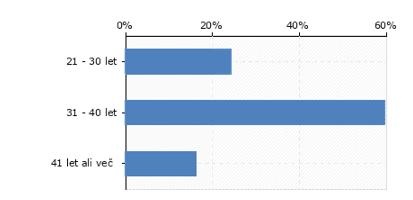 0% 20% 40% 60%
21 - 30 let
31 - 40 let
41 let ali več